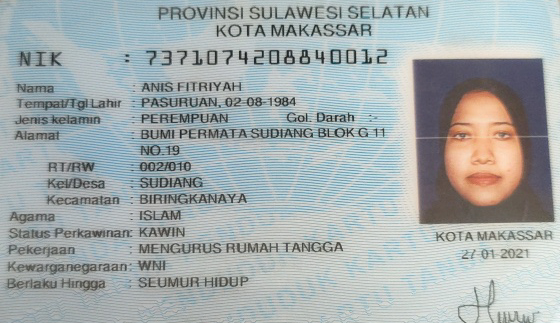 PROVINSI SULAWESI SELATAN
KOTA MAKASSAR
NIK : 7371074208840012
Nama : ANIS FITRIYAH
Tempat/Tgl Lahir : PASURUAN, 02-08-1984
Jenis kelamin : PEREMPUAN Gol. Darah :-
Alamat : BUMI PERMATA SUDIANG BLOK G 11
NO.19
RT/RW : 002/010
Kel/Desa : SUDIANG
Kecamatan : BIRINGKANAYA
Agama : ISLAM
Status Perkawinan: KAWIN
Pekerjaan : MENGURUS RUMAH TANGGA
Kewarganegaraan: WNI
Berlaku Hingga : SEUMUR HIDUP
KOTA MAKASSAR
27-01-2021